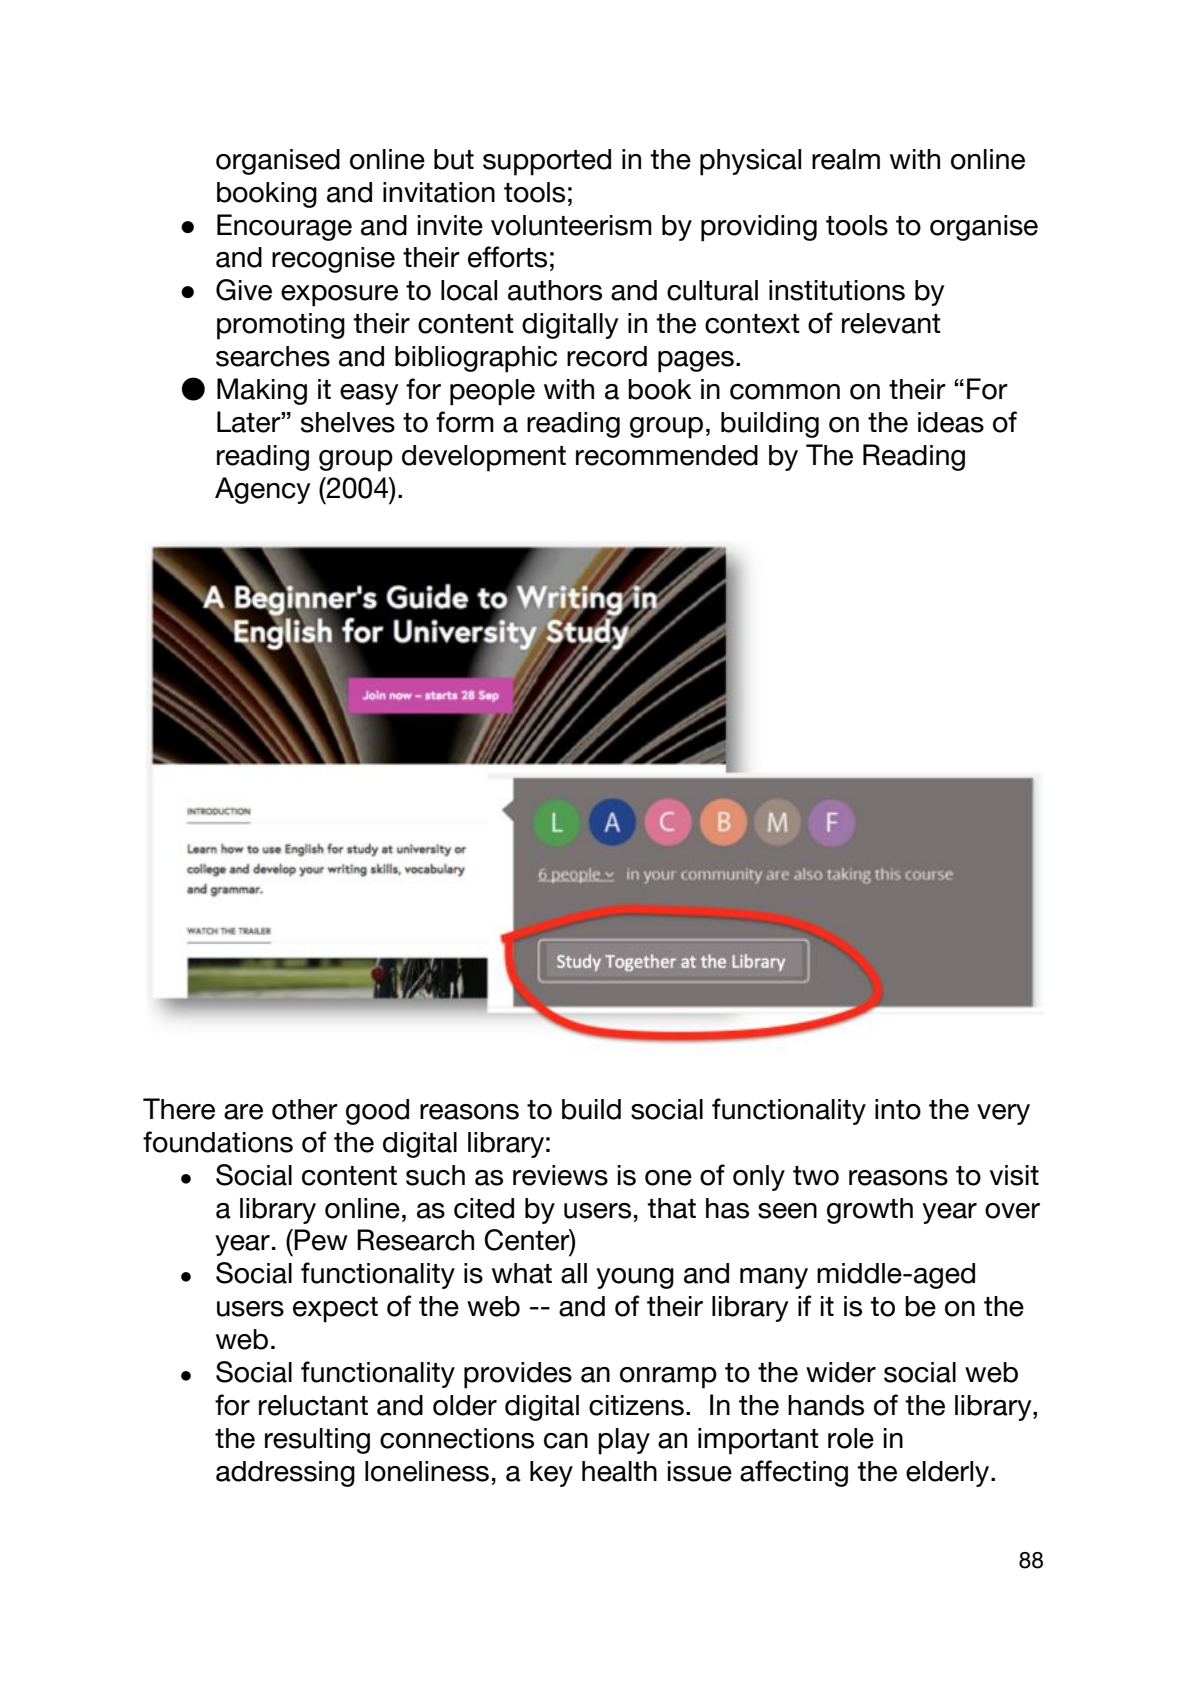 organised online but supported in the physical realm with online
booking and invitation tools;
● Encourage and invite volunteerism by providing tools to organise
and recognise their efforts;
● Give exposure to local authors and cultural institutions by
promoting their content digitally in the context of relevant
searches and bibliographic record pages.
● Making it easy for people with a book in common on their “For
Later” shelves to form a reading group, building on the ideas of
reading group development recommended by The Reading
Agency (2004).
A Beginner's Guide to Writing in
English for University Study
Join now – starts 28 Sep
INTRODUCTION
Learn how to use English for study at university or
college and develop your writing skills, vocabulary
and grammar.
WATCH THE TRAILER
L A C B M F
6 people in your community are also taking this course
Study Together at the Library
There are other good reasons to build social functionality into the very
foundations of the digital library:
● Social content such as reviews is one of only two reasons to visit
a library online, as cited by users, that has seen growth year over
year. (Pew Research Center)
● Social functionality is what all young and many middle-aged
users expect of the web -- and of their library if it is to be on the
web.
● Social functionality provides an onramp to the wider social web
for reluctant and older digital citizens.  In the hands of the library,
the resulting connections can play an important role in
addressing loneliness, a key health issue affecting the elderly.
88